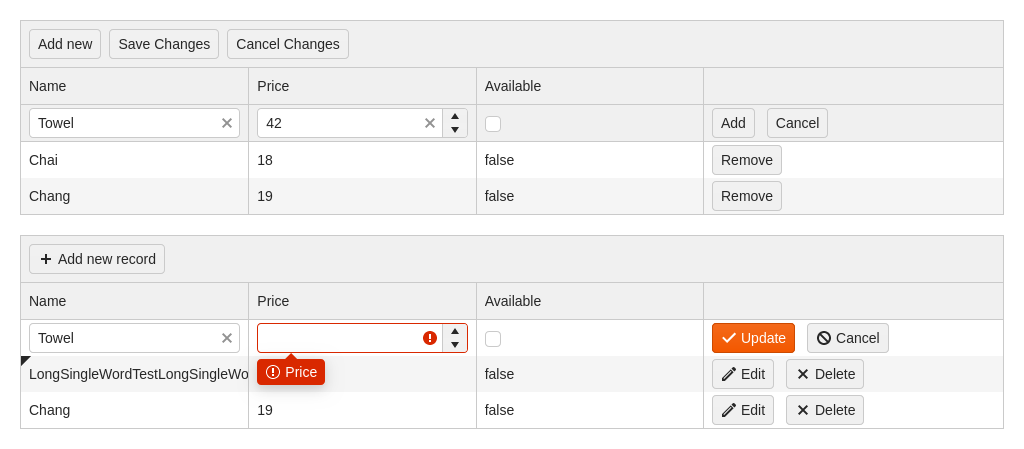 Add new Save Changes Cancel Changes
Name Price Available
Towel 42 Add Cancel
Chai 18 false Remove
Chang 19 false Remove
Add new record
Name Price Available
Towel Update Cancel
LongSingleWordTestLongSingleWo Price false Edit Delete
Chang 19 false Edit Delete